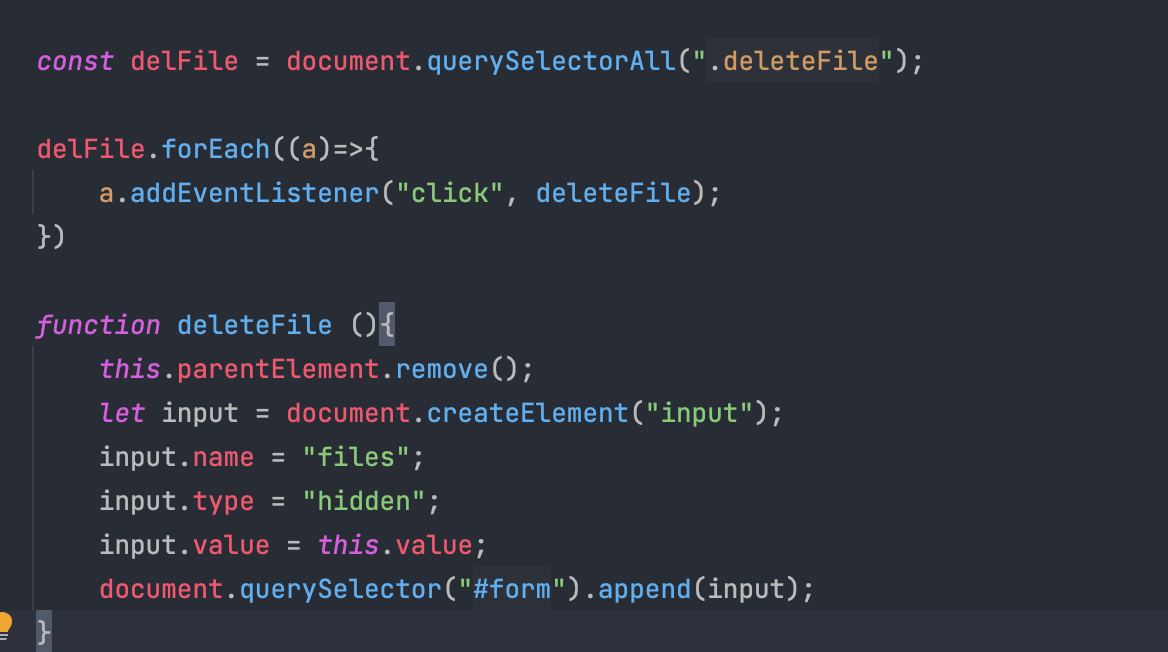 const delFile = document.querySelectorAll(".deleteFile");
delFile.forEach((a)=>{
a.addEventListener("click", deleteFile);
})
function deleteFile (){
this.parentElement.remove();
let input = document.createElement("input");
input.name = "files";
input.type = "hidden";
input.value = this.value;
document.querySelector("#form").append(input);
}